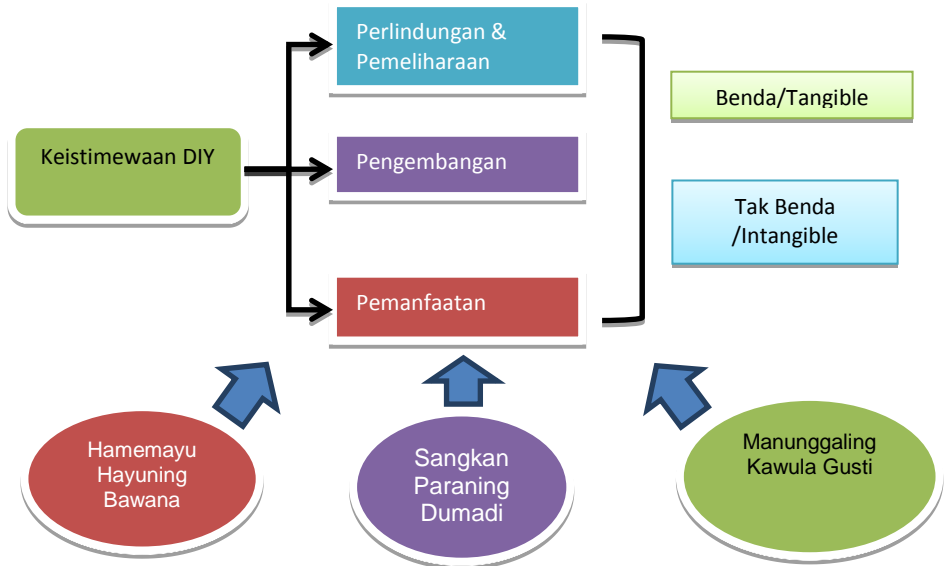 Keistimewaan DIY
Perlindungan &
Pemeliharaan
Pengembangan
Pemanfaatan
Benda/Tangible
Tak Benda
/Intangible
Hamemayu
Hayuning
Bawana
Sangkan
Paraning
Dumadi
Manunggaling
Kawula Gusti